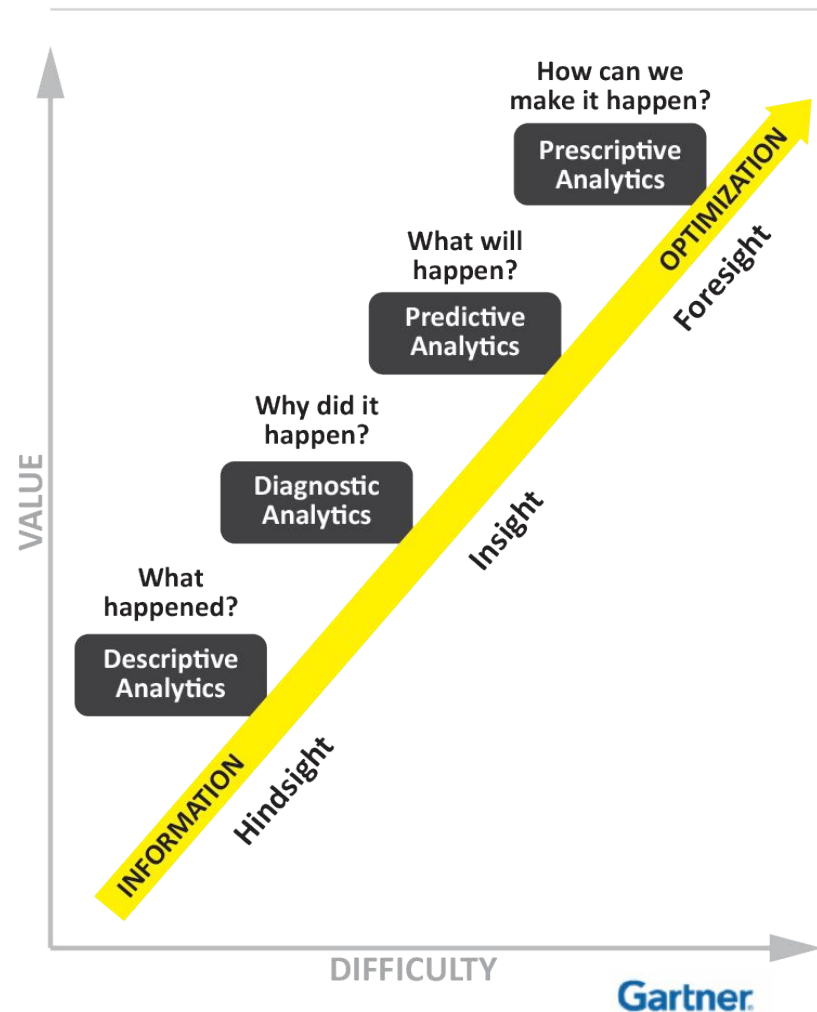 How can we
make it happen?
Prescriptive
Analytics
OPTIMIZATION
Foresight
What will
happen?
Predictive
Analytics
Why did it
happen?
Diagnostic
Analytics
Insight
What
happened?
Descriptive
Analytics
INFORMATION
Hindsight
VALUE
DIFFICULTY
Gartner